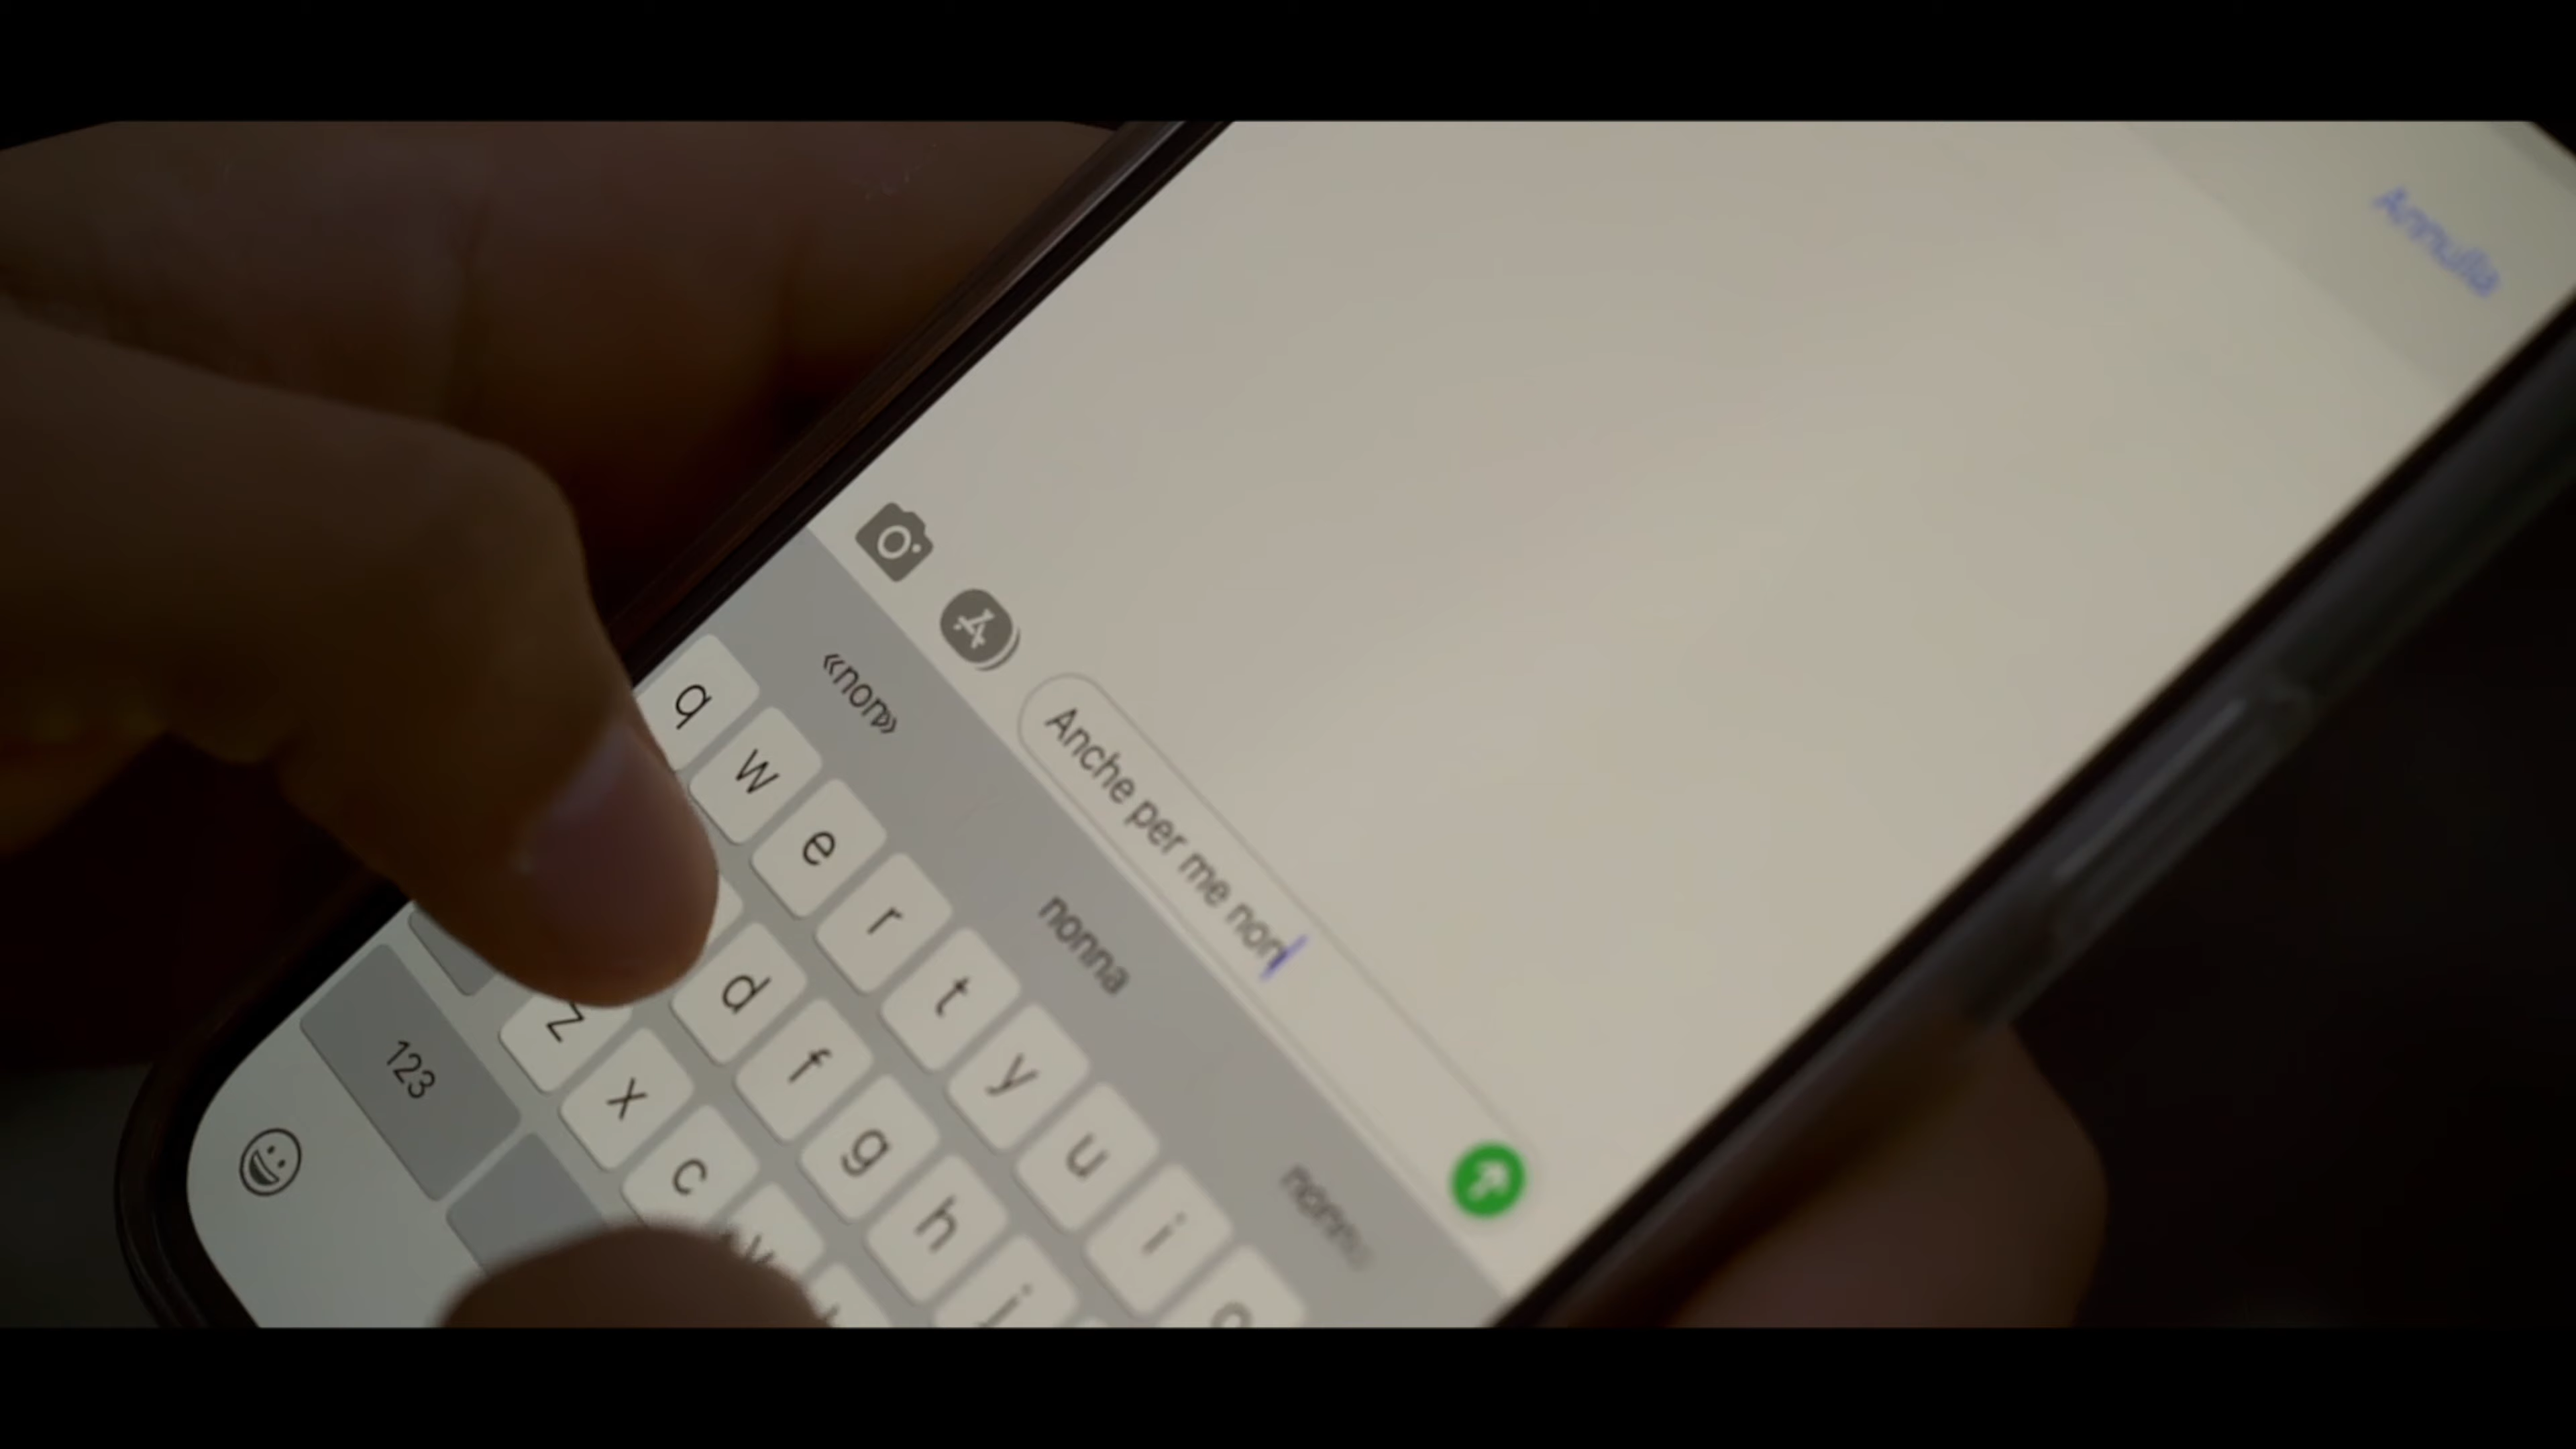 Annulla
Anche per me non
«non» nonna
q w e r t y u i o
d f g h j
z x c v
123